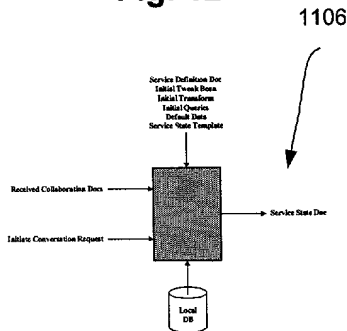 1106
Service Definition Doc
Initial Tweak Bean
Initial Transform
Initial Queries
Default Data
Service State Template
Received Collaboration Docs
Service State Doc
Initiate Conversation Request
Local
DB